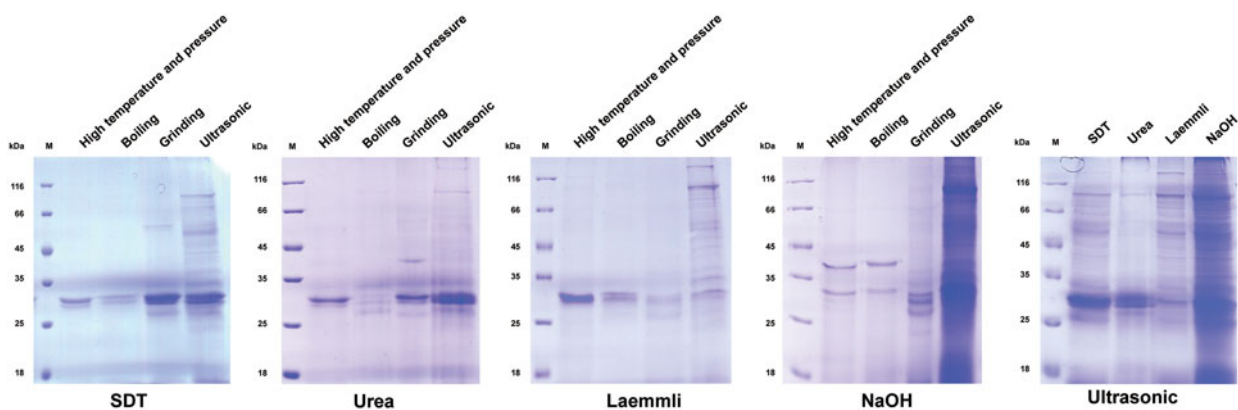 High temperature and pressure
Boiling
Grinding
Ultrasonic
kDa M
116
66
45
35
25
18
SDT
High temperature and pressure
Boiling
Grinding
Ultrasonic
kDa M
116
66
45
35
25
18
Urea
High temperature and pressure
Boiling
Grinding
Ultrasonic
kDa M
116
66
45
35
25
18
Laemmli
High temperature and pressure
Boiling
Grinding
Ultrasonic
kDa M
116
66
45
35
25
18
NaOH
SDT
Urea
Laemmli
NaOH
kDa M
116
66
45
35
25
18
Ultrasonic